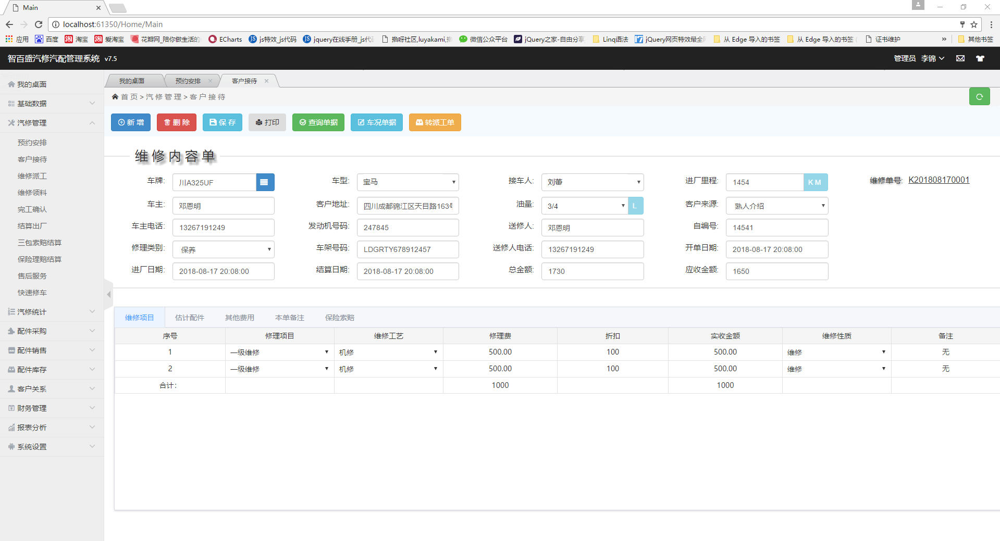 Main
localhost:61350/Home/Main
应用 百度 淘宝 爱淘宝 花瓣网_陪你做生活的 ECharts js特效_js代码 jquery在线手册_js代 撸呀社区,luyakami,撸 微信公众平台 jQuery之家-自由分享 Linq语法 jQuery网页特效最全 从 Edge 导入的书签 从 Edge 导入的书签 ( 证书维护 » 其他书签
智百盛汽修汽配管理系统 v7.5 管理员 李锦
我的桌面
基础数据
汽修管理
预约安排
客户接待
维修派工
维修领料
完工确认
结算出厂
三包索赔结算
保险理赔结算
售后服务
快速修车
汽修统计
配件采购
配件销售
配件库存
客户关系
财务管理
报表分析
系统设置
我的桌面 预约安排 客户接待
首页>汽修管理>客户接待
新 增 删 除 保 存 打印 查询单据 车况单据 转派工单
维修内容单
车牌: 川A325UF 车型: 宝马 接车人: 刘蕾 进厂里程: 1454 KM 维修单号: K201808170001
车主: 邓恩明 客户地址: 四川成都锦江区天目路163号 油量: 3/4 L 客户来源: 熟人介绍
车主电话: 13267191249 发动机号码: 247845 送修人: 邓恩明 自编号: 14541
修理类别: 保养 车架号码: LDGRTY678912457 送修人电话: 13267191249 开单日期: 2018-08-17 20:08:00
进厂日期: 2018-08-17 20:08:00 结算日期: 2018-08-17 20:08:00 总金额: 1730 应收金额: 1650
维修项目 估计配件 其他费用 本单备注 保险索赔
序号 修理项目 维修工艺 修理费 折扣 实收金额 维修性质 备注
1 一级维修 机修 500.00 100 500.00 维修 无
2 一级维修 机修 500.00 100 500.00 维修 无
合计: 1000 1000